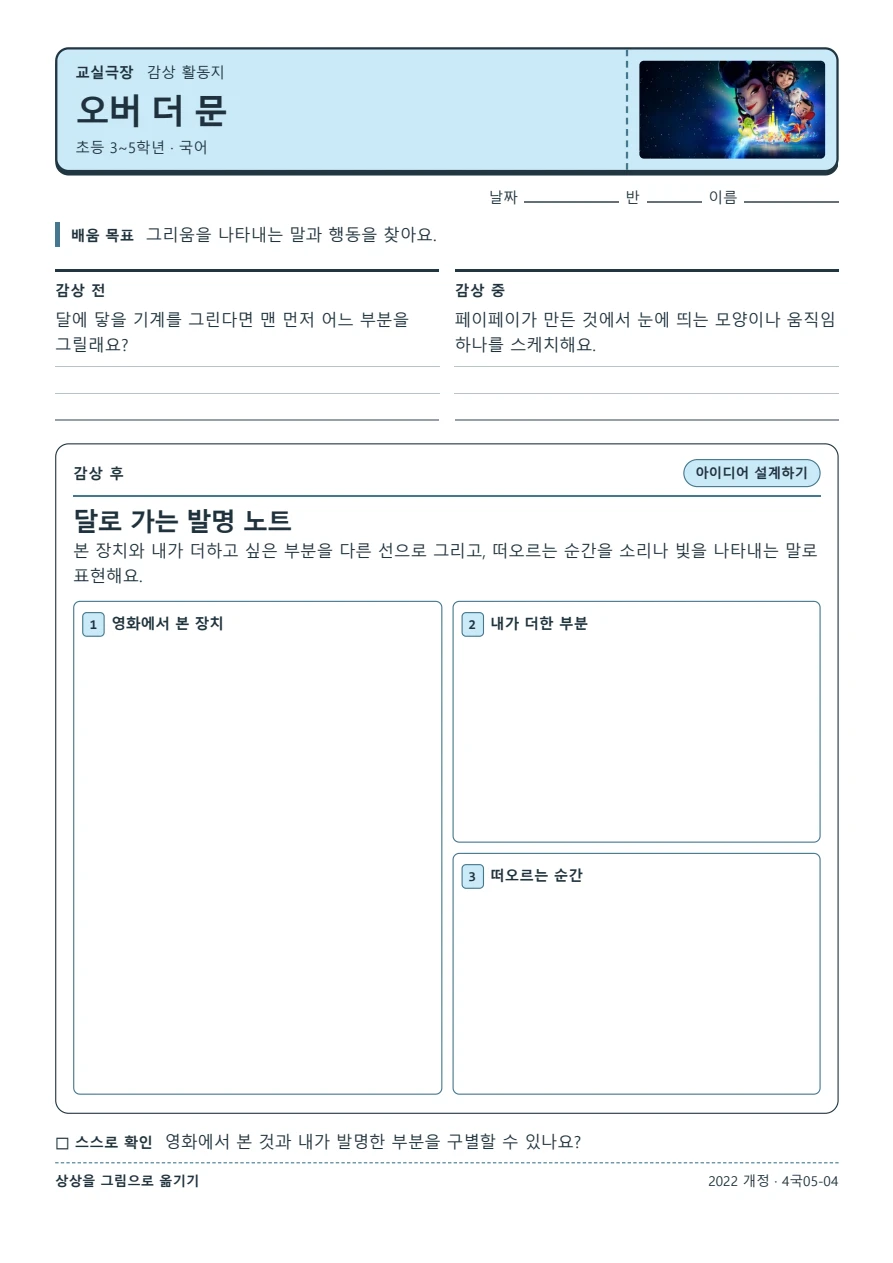 교실극장 감상 활동지
오버 더 문
초등 3~5학년 · 국어
날짜 반 이름
배움 목표 그리움을 나타내는 말과 행동을 찾아요.
감상 전
달에 닿을 기계를 그린다면 맨 먼저 어느 부분을
그릴래요?
감상 중
페이페이가 만든 것에서 눈에 띄는 모양이나 움직임
하나를 스케치해요.
감상 후
아이디어 설계하기
달로 가는 발명 노트
본 장치와 내가 더하고 싶은 부분을 다른 선으로 그리고, 떠오르는 순간을 소리나 빛을 나타내는 말로
표현해요.
1 영화에서 본 장치
2 내가 더한 부분
3 떠오르는 순간
□ 스스로 확인 영화에서 본 것과 내가 발명한 부분을 구별할 수 있나요?
상상을 그림으로 옮기기
2022 개정 · 4국05-04